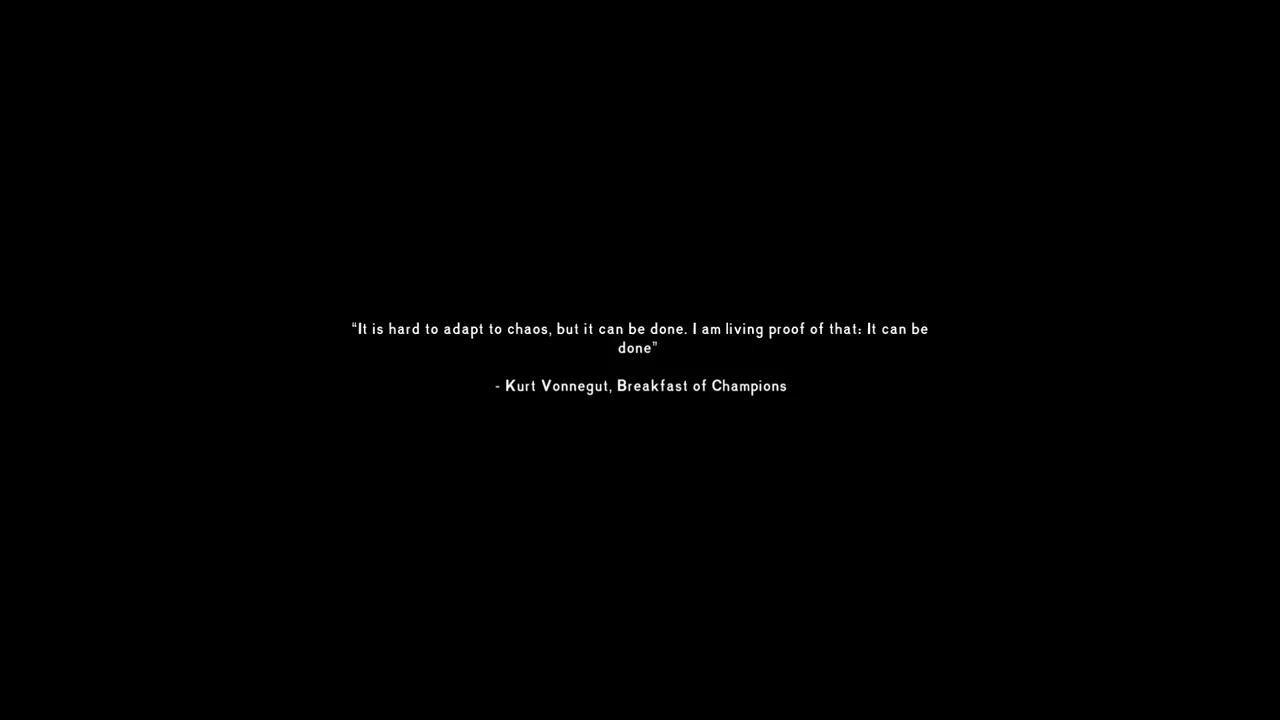 “It is hard to adapt to chaos, but it can be done. I am living proof of that: It can be
done”
- Kurt Vonnegut, Breakfast of Champions